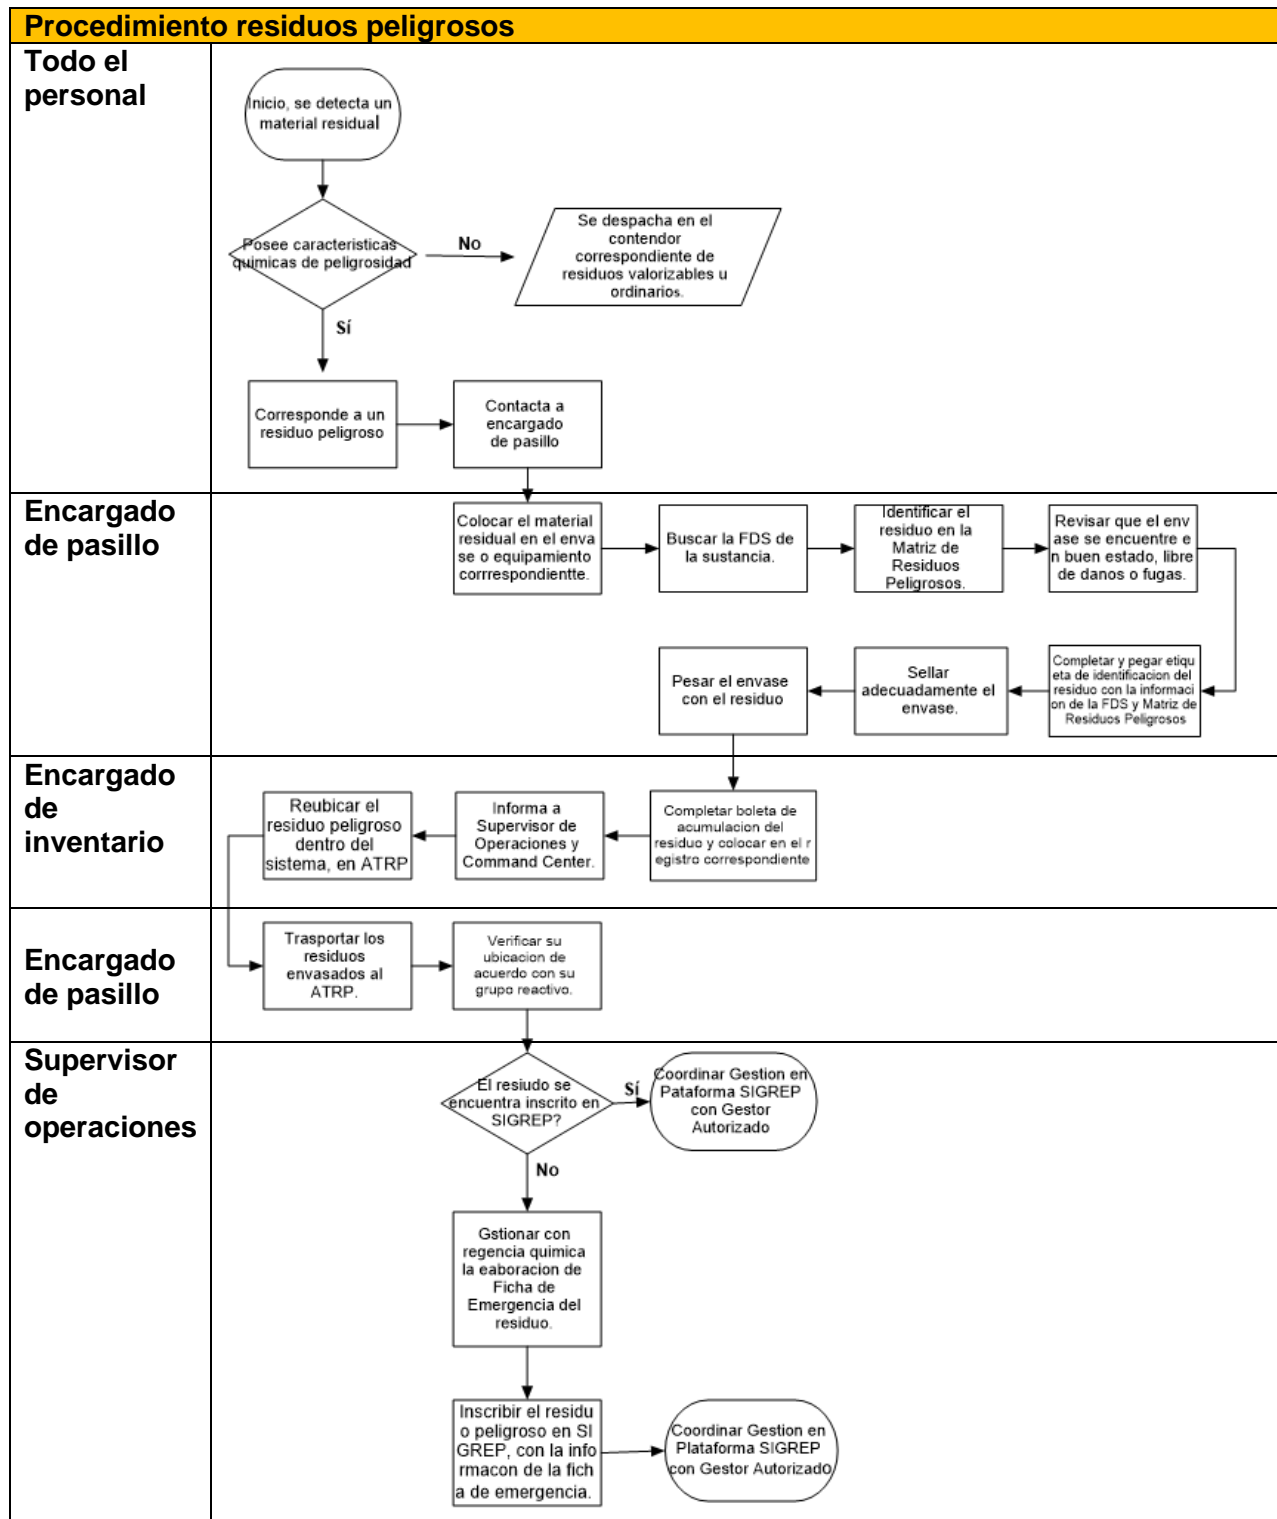 Procedimiento residuos peligrosos
Todo el
personal
Inicio, se detecta un
material residual
Posee caracteristicas
quimicas de peligrosidad
No
Se despacha en el
contendor
correspondiente de
residuos valorizables u
ordinarios.
Sí
Corresponde a un
residuo peligroso
Contacta a
encargado
de pasillo
Encargado
de pasillo
Colocar el material
residual en el enva
se o equipamiento
corrrespondientte.
Buscar la FDS de
la sustancia.
Identificar el
residuo en la
Matriz de
Residuos
Peligrosos.
Revisar que el env
ase se encuentre e
n buen estado, libre
de danos o fugas.
Pesar el envase
con el residuo
Sellar
adecuadamente el
envase.
Completar y pegar etiqu
eta de identificacion del
residuo con la informaci
on de la FDS y Matriz de
Residuos Peligrosos
Encargado
de
inventario
Reubicar el
residuo peligroso
dentro del
sistema, en ATRP
Informa a
Supervisor de
Operaciones y
Command Center.
Completar boleta de
acumulacion del
residuo y colocar en el r
egistro correspondiente
Encargado
de pasillo
Trasportar los
residuos
envasados al
ATRP.
Verificar su
ubicacion de
acuerdo con su
grupo reactivo.
Supervisor
de
operaciones
El resiudo se
encuentra inscrito en
SIGREP?
Sí
Coordinar Gestion en
Pataforma SIGREP
con Gestor
Autorizado
No
Gstionar con
regencia quimica
la eaboracion de
Ficha de
Emergencia del
residuo.
Inscribir el residu
o peligroso en SI
GREP, con la info
rmacon de la fich
a de emergencia.
Coordinar Gestion en
Plataforma SIGREP
con Gestor Autorizado